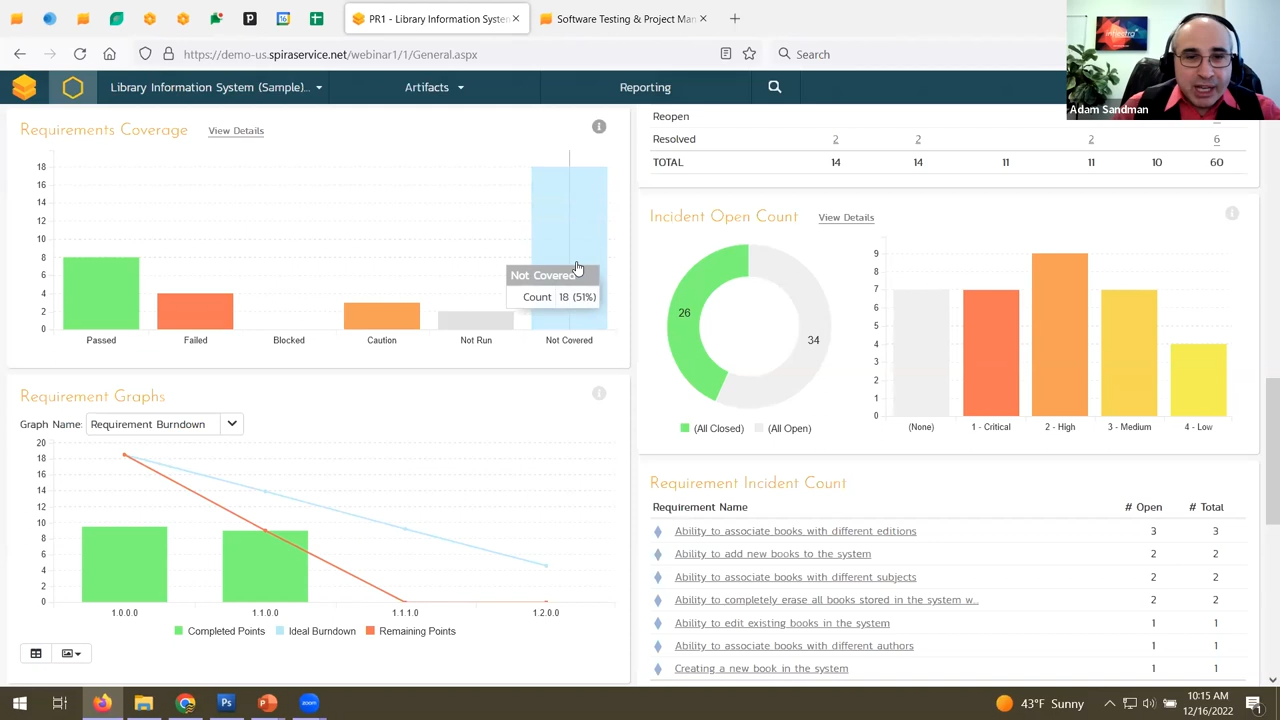 PR1 - Library Information System
Software Testing & Project Man
16
https://demo-us.spiraservice.net/webinar1/1/General.aspx
Search
inflectra
Adam Sandman
Library Information System (Sample)...
Artifacts
Reporting
Requirements Coverage
View Details
18
16
14
12
10
8
6
4
2
0
Not Covered
Count 18 (51%)
Passed Failed Blocked Caution Not Run Not Covered
Requirement Graphs
Graph Name: Requirement Burndown
20
18
16
14
12
10
8
6
4
2
0
1.0.0.0 1.1.0.0 1.1.1.0 1.2.0.0
Completed Points Ideal Burndown Remaining Points
Reopen
Resolved 2 2 2 6
TOTAL 14 14 11 11 10 60
Incident Open Count
View Details
26
34
(All Closed) (All Open)
9
8
7
6
5
4
3
2
1
0
(None) 1 - Critical 2 - High 3 - Medium 4 - Low
Requirement Incident Count
Requirement Name # Open # Total
Ability to associate books with different editions 3 3
Ability to add new books to the system 2 2
Ability to associate books with different subjects 2 2
Ability to completely erase all books stored in the system w... 2 2
Ability to edit existing books in the system 1 1
Ability to associate books with different authors 1 1
Creating a new book in the system 1 1
Ps
zoom
43°F Sunny
10:15 AM
12/16/2022
1